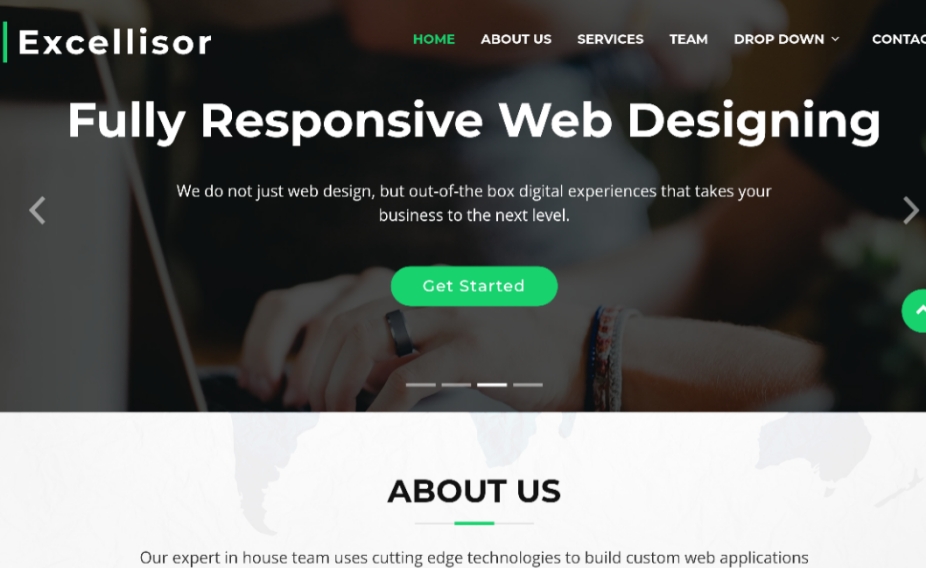 Excellisor
HOME ABOUT US SERVICES TEAM DROP DOWN CONTAC
Fully Responsive Web Designing
We do not just web design, but out-of-the box digital experiences that takes your
business to the next level.
Get Started
ABOUT US
Our expert in house team uses cutting edge technologies to build custom web applications